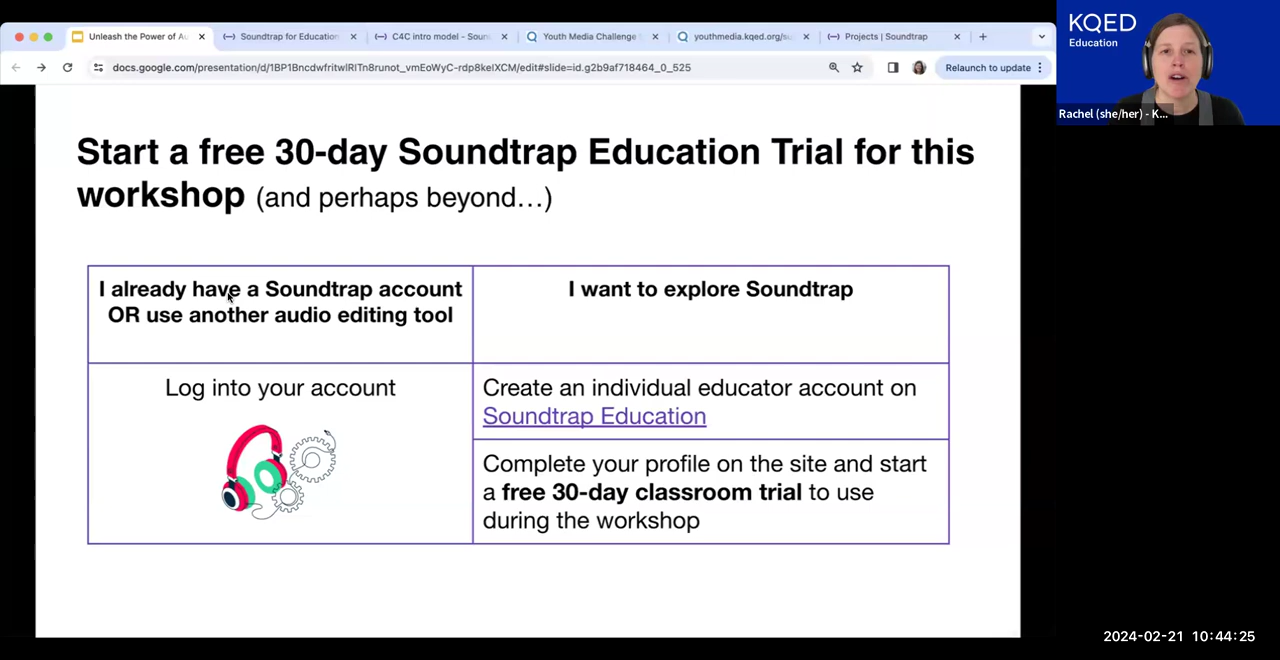 Unleash the Power of Au
Soundtrap for Education
C4C intro model - Soun
Youth Media Challenge
youthmedia.kqed.org/su
Projects | Soundtrap
docs.google.com/presentation/d/1BP1BncdwfritwlRITn8runot_vmEoWyC-rdp8kelXCM/edit#slide=id.g2b9af718464_0_525
Relaunch to update
KQED
Education
Rachel (she/her) - K...
Start a free 30-day Soundtrap Education Trial for this
workshop (and perhaps beyond...)
I already have a Soundtrap account
OR use another audio editing tool
I want to explore Soundtrap
Log into your account
Create an individual educator account on
Soundtrap Education
Complete your profile on the site and start
a free 30-day classroom trial to use
during the workshop
2024-02-21 10:44:25